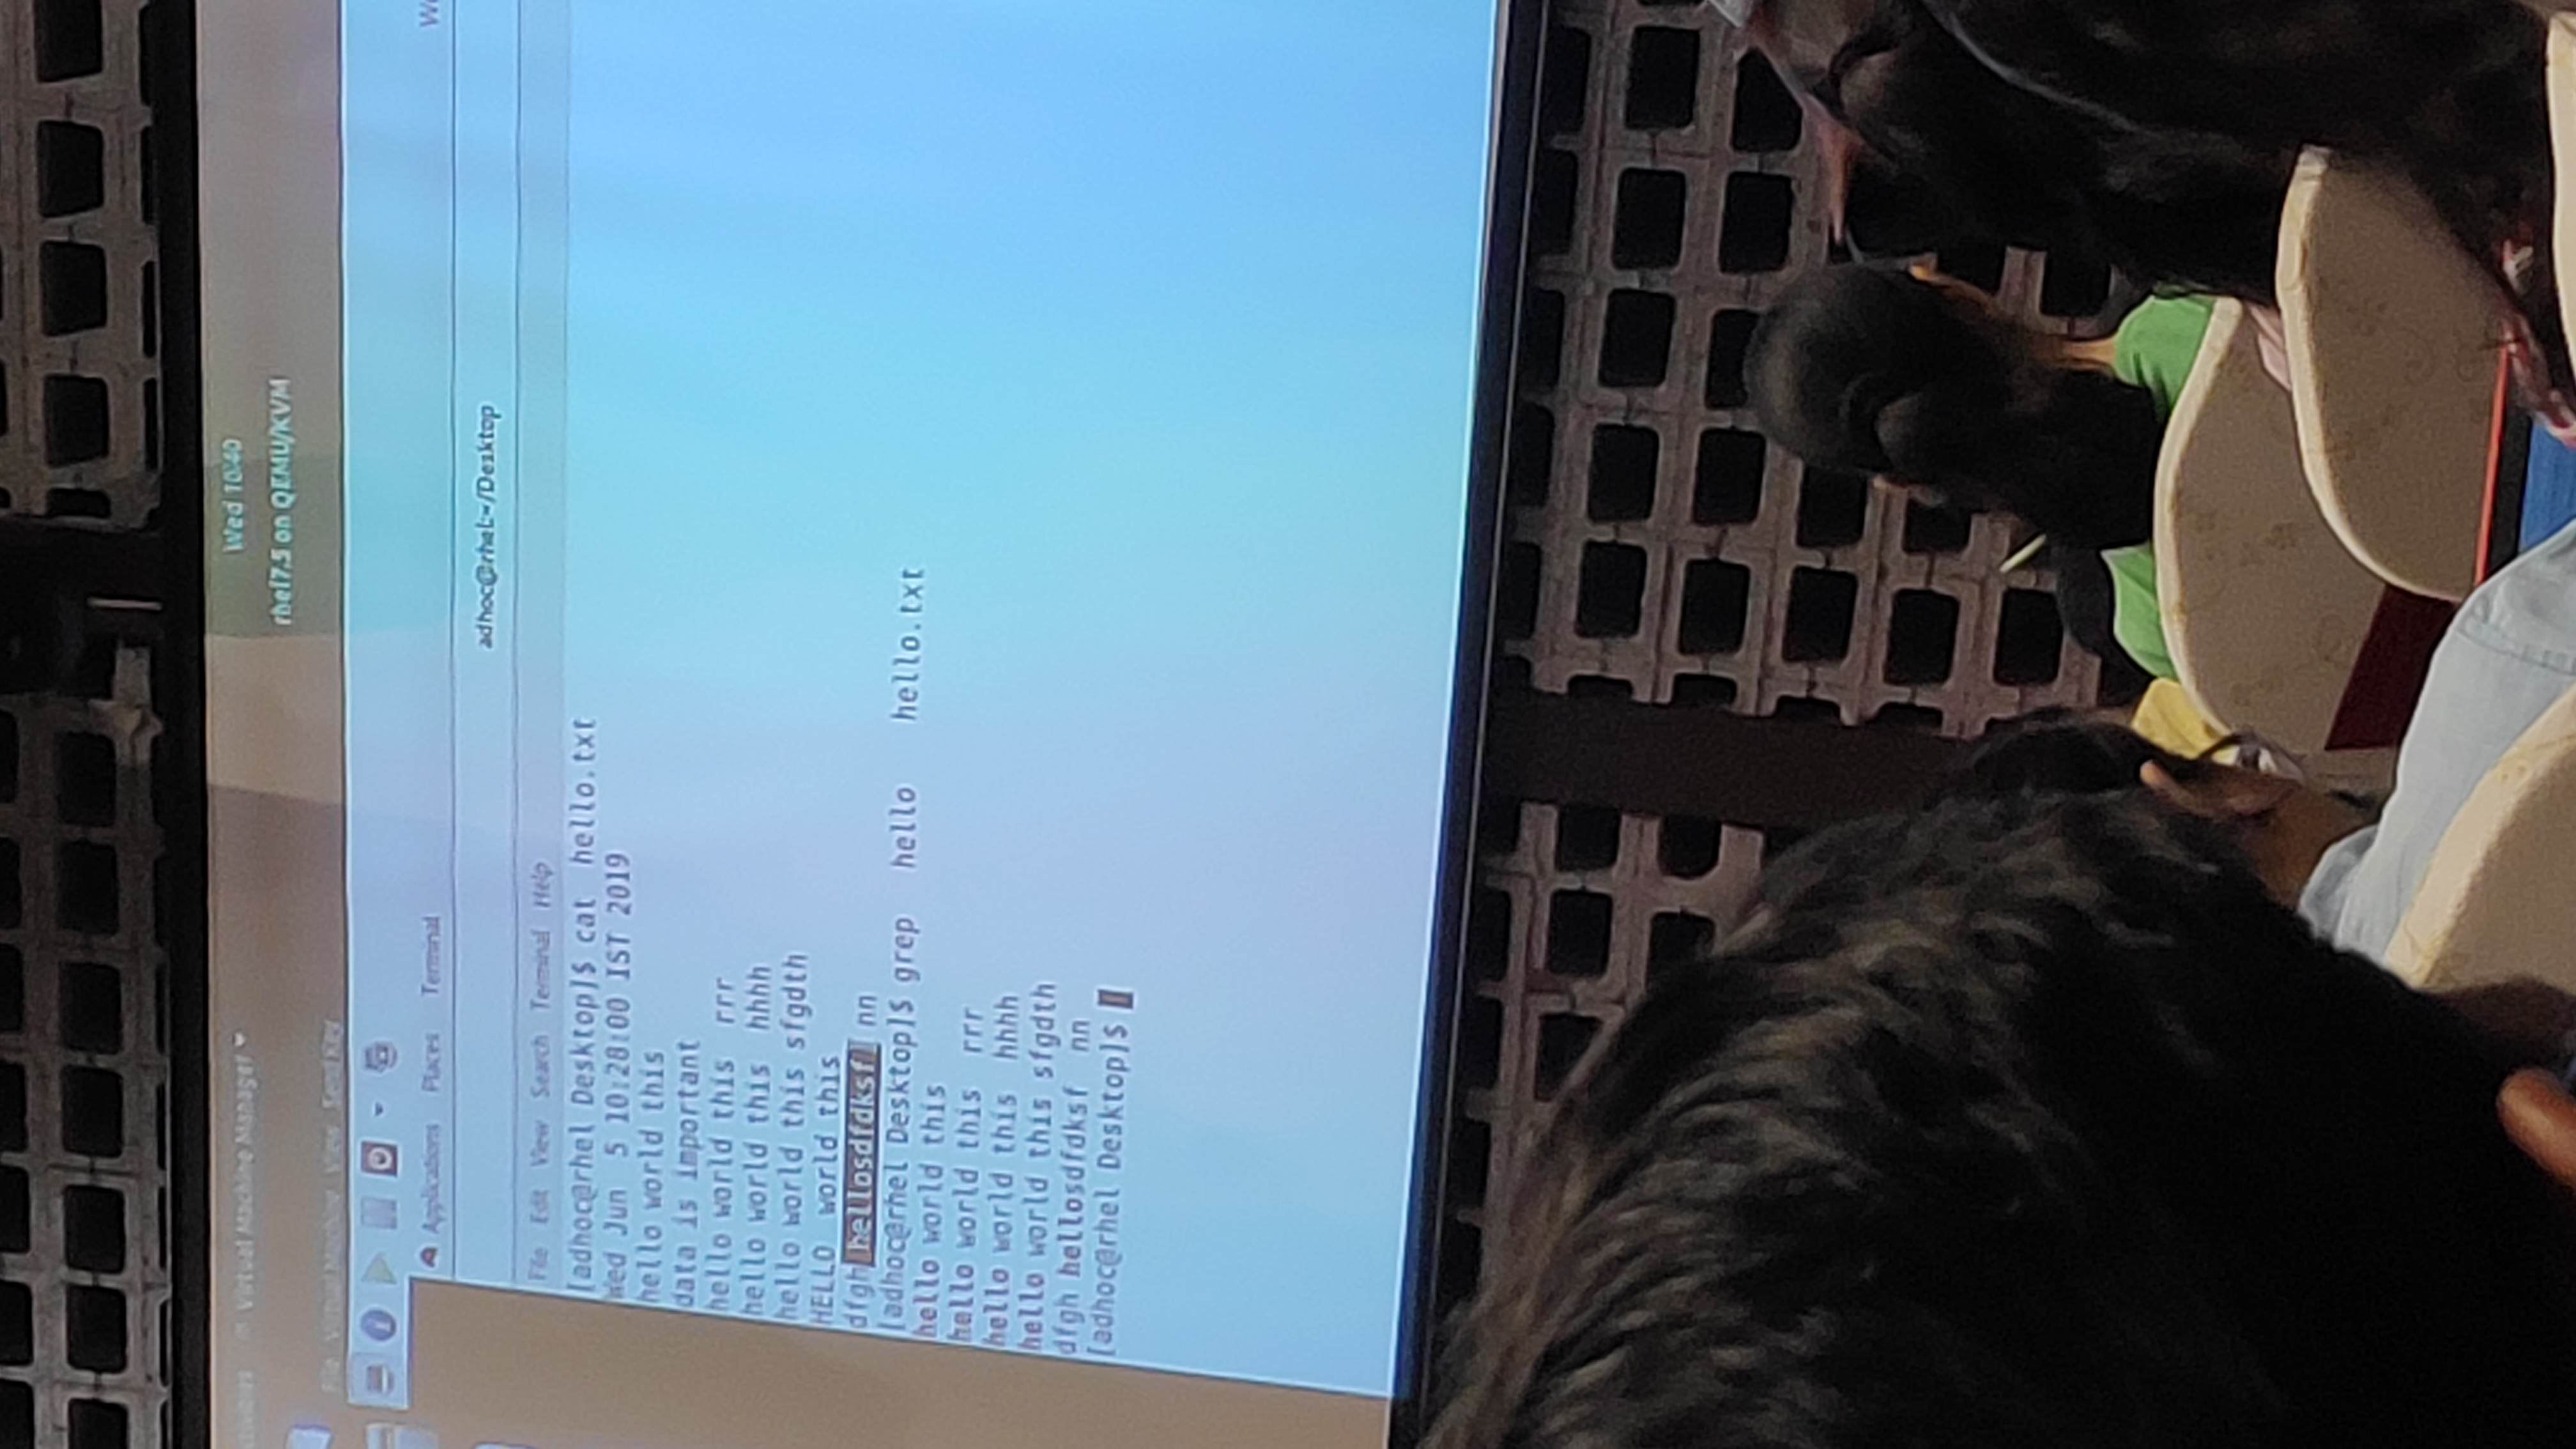 Virtual Machine Manager
Wed 10:40
rhel7.5 on QEMU/KVM
File Virtual Machine View Send Key
Applications Places Terminal
adhoc@rhel:~/Desktop
File Edit View Search Terminal Help
[adhoc@rhel Desktop]$ cat  hello.txt
Wed Jun  5 10:28:00 IST 2019
hello world this
data is important
hello world this  rrr
hello world this  hhhh
hello world this sfgdth
HELLO  world this
dfgh hellosdfdksf  nn
[adhoc@rhel Desktop]$ grep   hello    hello.txt
hello world this
hello world this  rrr
hello world this  hhhh
hello world this sfgdth
dfgh hellosdfdksf  nn
[adhoc@rhel Desktop]$